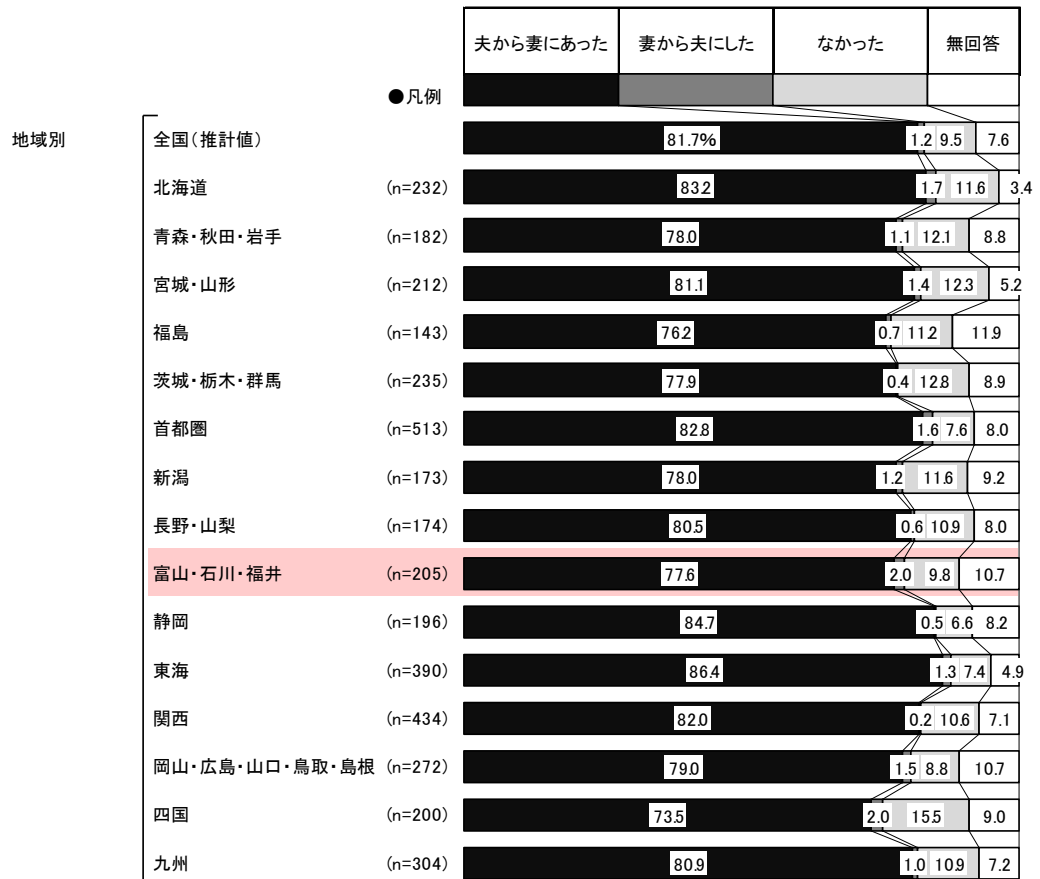 夫から妻にあった 妻から夫にした なかった 無回答
●凡例
地域別
全国(推計値) 81.7% 1.2 9.5 7.6
北海道 (n=232) 83.2 1.7 11.6 3.4
青森・秋田・岩手 (n=182) 78.0 1.1 12.1 8.8
宮城・山形 (n=212) 81.1 1.4 12.3 5.2
福島 (n=143) 76.2 0.7 11.2 11.9
茨城・栃木・群馬 (n=235) 77.9 0.4 12.8 8.9
首都圏 (n=513) 82.8 1.6 7.6 8.0
新潟 (n=173) 78.0 1.2 11.6 9.2
長野・山梨 (n=174) 80.5 0.6 10.9 8.0
富山・石川・福井 (n=205) 77.6 2.0 9.8 10.7
静岡 (n=196) 84.7 0.5 6.6 8.2
東海 (n=390) 86.4 1.3 7.4 4.9
関西 (n=434) 82.0 0.2 10.6 7.1
岡山・広島・山口・鳥取・島根 (n=272) 79.0 1.5 8.8 10.7
四国 (n=200) 73.5 2.0 15.5 9.0
九州 (n=304) 80.9 1.0 10.9 7.2